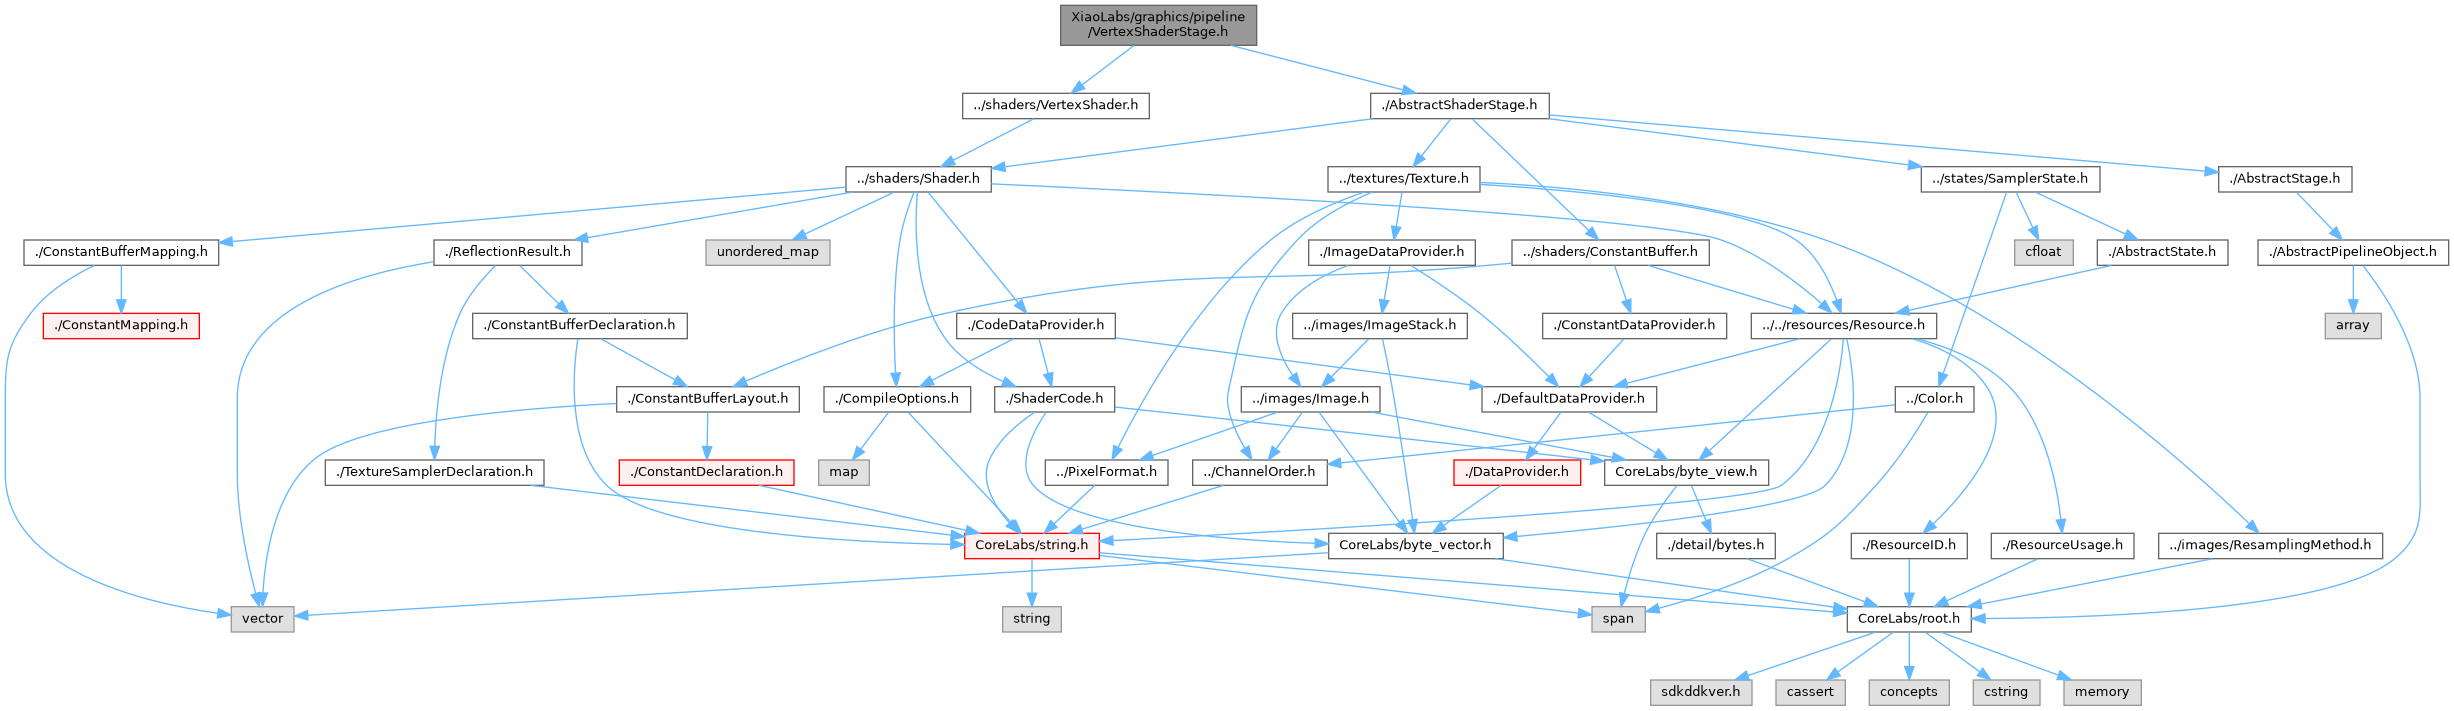 XiaoLabs/graphics/pipeline
/VertexShaderStage.h
../shaders/VertexShader.h
./AbstractShaderStage.h
../shaders/Shader.h
../textures/Texture.h
../states/SamplerState.h
./AbstractStage.h
./ConstantBufferMapping.h
./ReflectionResult.h
unordered_map
./ImageDataProvider.h
../shaders/ConstantBuffer.h
cfloat
./AbstractState.h
./AbstractPipelineObject.h
./ConstantMapping.h
./ConstantBufferDeclaration.h
./CodeDataProvider.h
../images/ImageStack.h
./ConstantDataProvider.h
../../resources/Resource.h
array
./ConstantBufferLayout.h
./CompileOptions.h
./ShaderCode.h
../images/Image.h
./DefaultDataProvider.h
../Color.h
./TextureSamplerDeclaration.h
./ConstantDeclaration.h
map
../PixelFormat.h
../ChannelOrder.h
./DataProvider.h
CoreLabs/byte_view.h
CoreLabs/string.h
CoreLabs/byte_vector.h
./detail/bytes.h
./ResourceID.h
./ResourceUsage.h
../images/ResamplingMethod.h
vector
string
span
CoreLabs/root.h
sdkddkver.h
cassert
concepts
cstring
memory